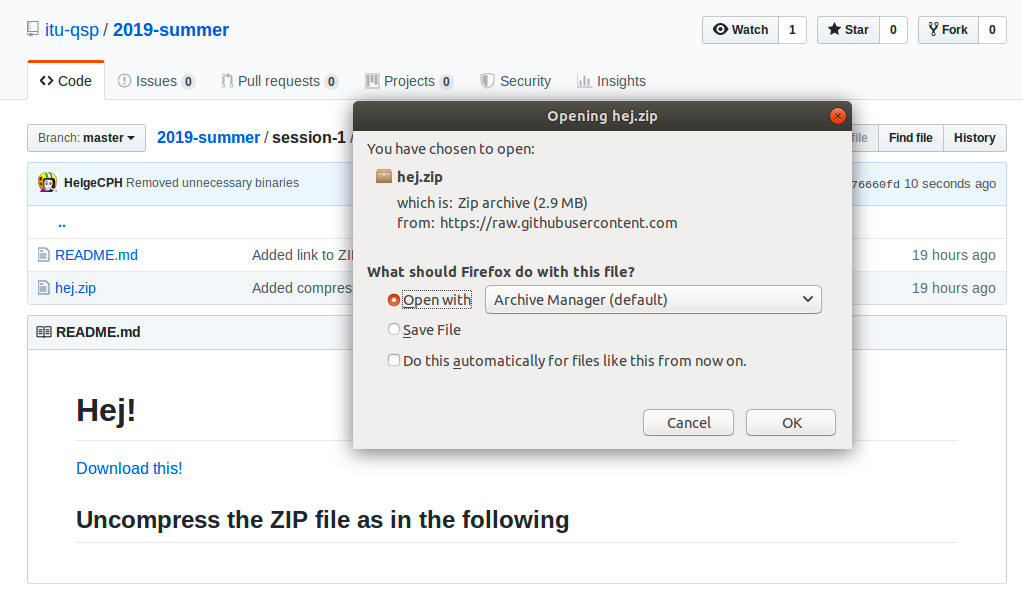 itu-qsp / 2019-summer
Watch 1 Star 0 Fork 0
Code Issues 0 Pull requests 0 Projects 0 Security Insights
Opening hej.zip
Branch: master 2019-summer / session-1 / file Find file History
You have chosen to open:
hej.zip
HelgeCPH Removed unnecessary binaries 76660fd 10 seconds ago
which is: Zip archive (2.9 MB)
from: https://raw.githubusercontent.com
..
README.md Added link to ZI 19 hours ago
What should Firefox do with this file?
hej.zip Added compres 19 hours ago
Open with Archive Manager (default)
Save File
README.md
Do this automatically for files like this from now on.
Hej!
Cancel OK
Download this!
Uncompress the ZIP file as in the following